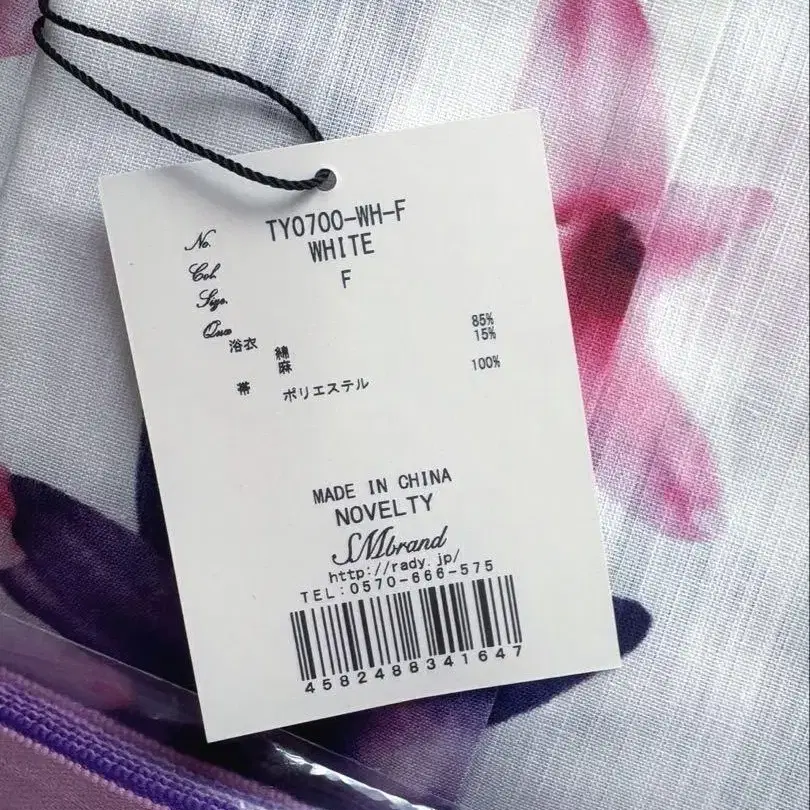 No. TY0700-WH-F
Col. WHITE
Size. F
Qua
浴衣 綿 85%
麻 15%
帯 ポリエステル 100%
MADE IN CHINA
NOVELTY
SMbrand
http://rady.jp/
TEL:0570-666-575
4582488341647